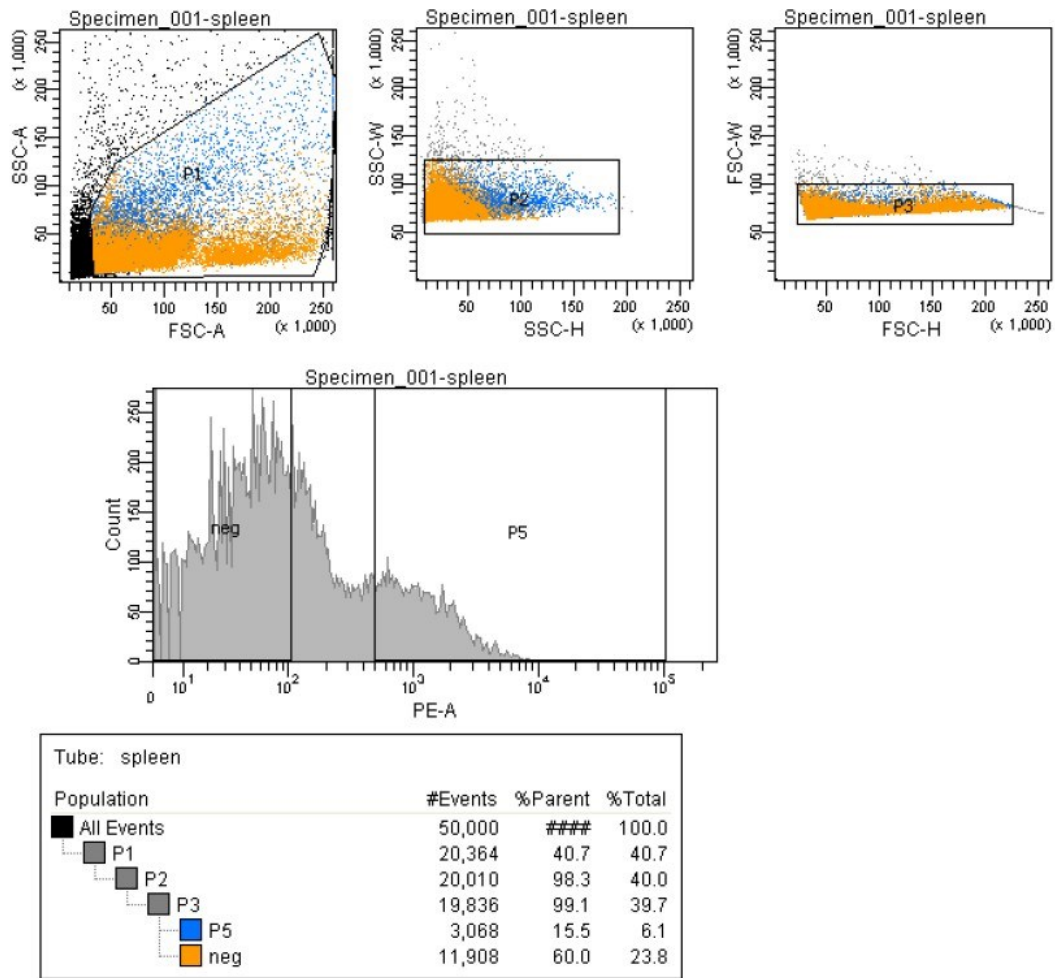 Specimen_001-spleen
SSC-A
(x 1,000)
50 100 150 200 250
P1
50 100 150 200 250
FSC-A
(x 1,000)
Specimen_001-spleen
SSC-W
(x 1,000)
50 100 150 200 250
P2
50 100 150 200 250
SSC-H
(x 1,000)
Specimen_001-spleen
FSC-W
(x 1,000)
50 100 150 200 250
P3
50 100 150 200 250
FSC-H
(x 1,000)
Specimen_001-spleen
Count
0 50 100 150 200 250
neg
P5
0 10¹ 10² 10³ 10⁴ 10⁵
PE-A
Tube: spleen
Population #Events %Parent %Total
All Events 50,000 #### 100.0
P1 20,364 40.7 40.7
P2 20,010 98.3 40.0
P3 19,836 99.1 39.7
P5 3,068 15.5 6.1
neg 11,908 60.0 23.8